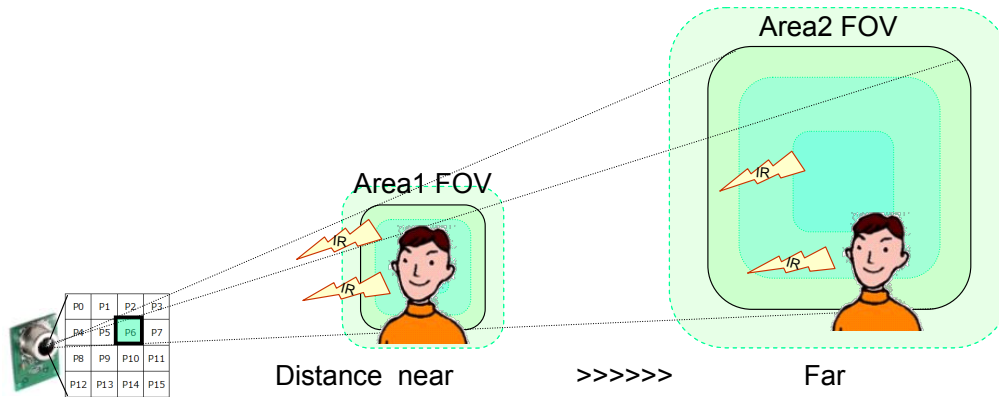 Area2 FOV
IR
Area1 FOV
IR
IR
IR
P0 P1 P2 P3
P4 P5 P6 P7
P8 P9 P10 P11
P12 P13 P14 P15
Distance near >>>>>> Far